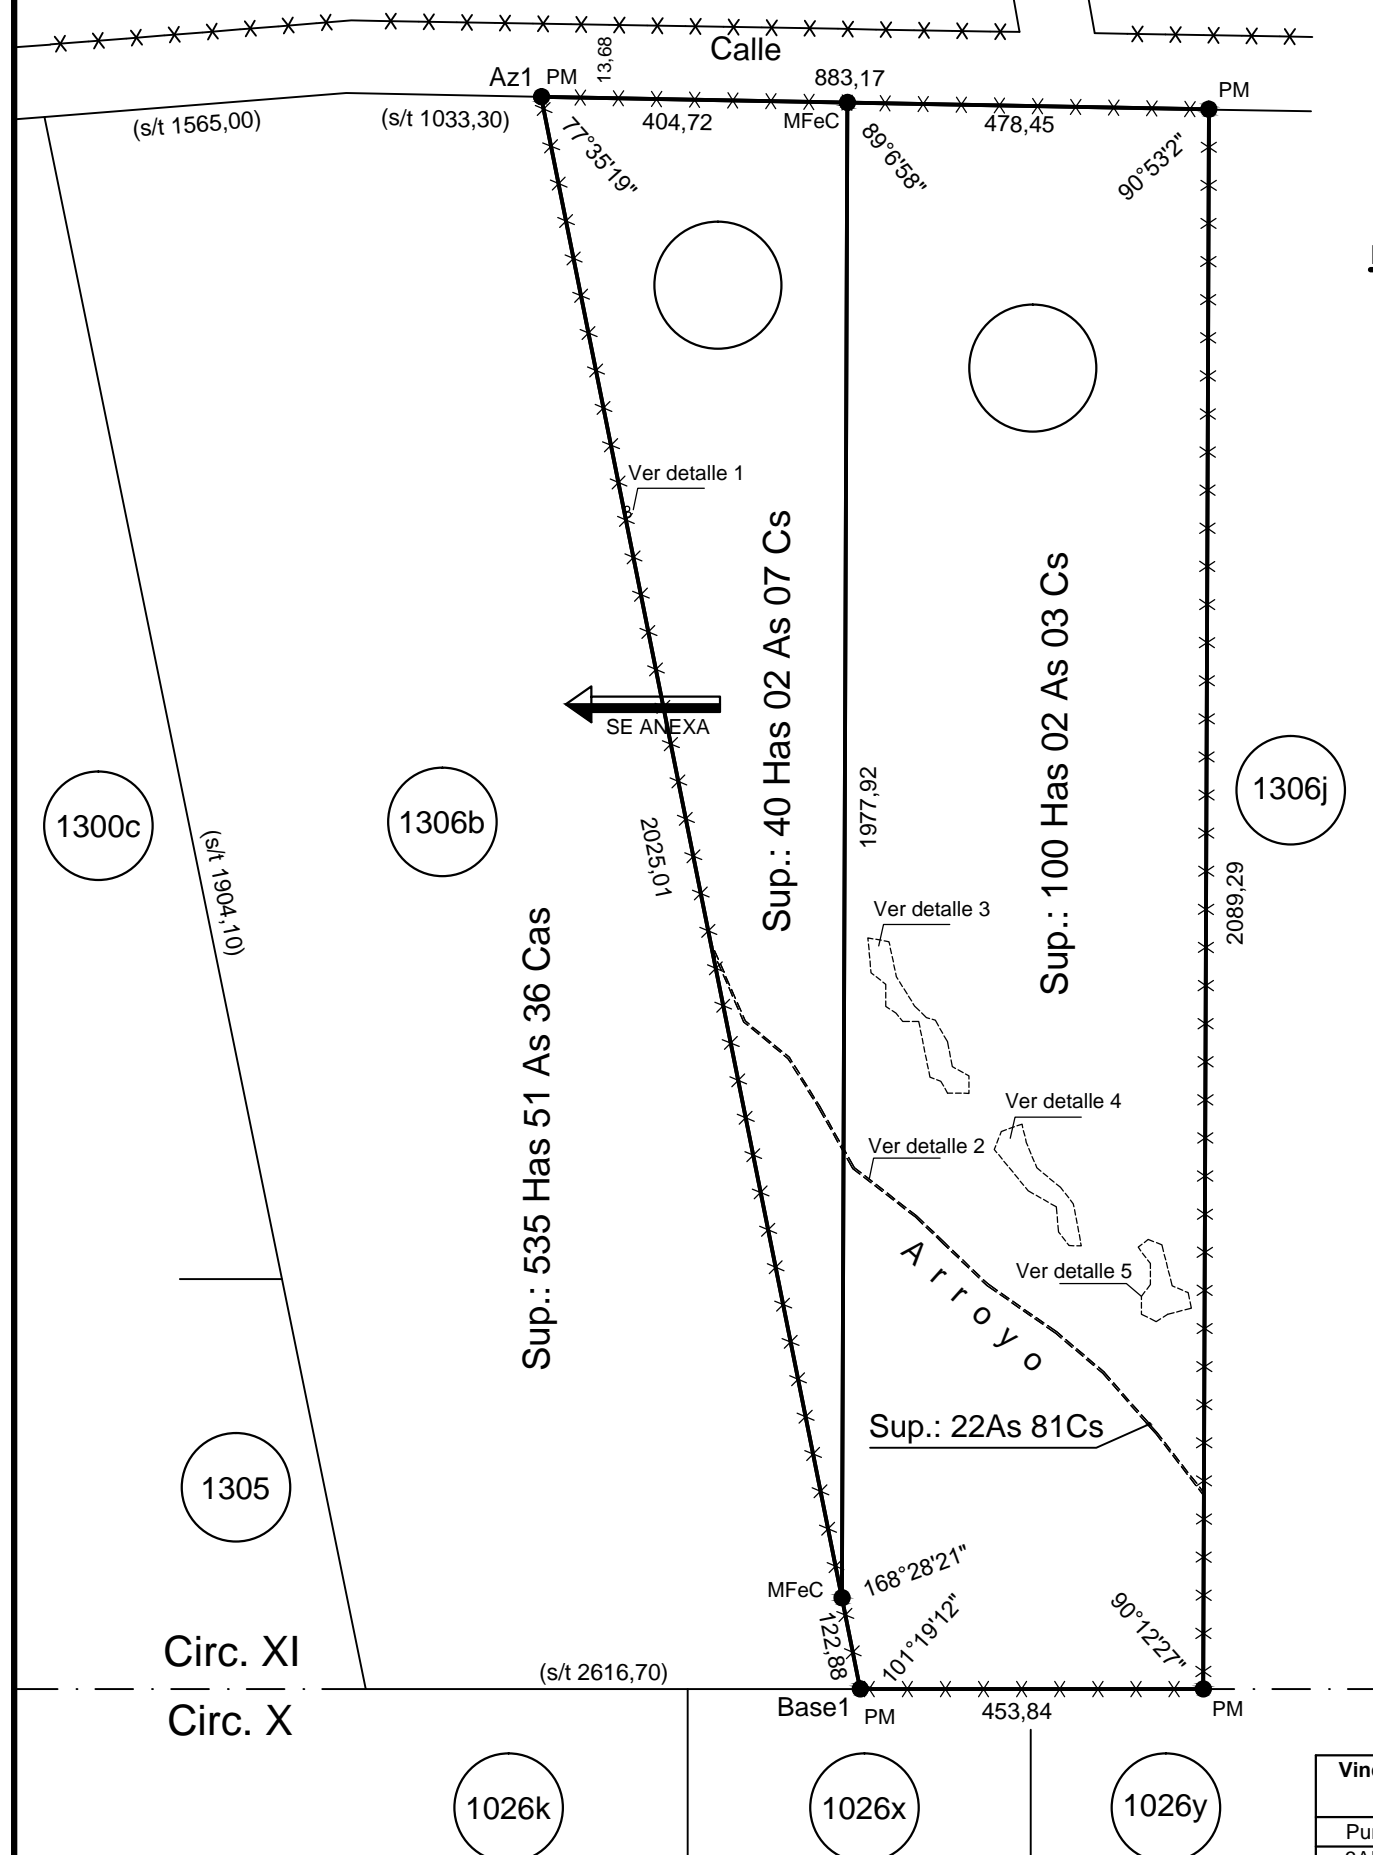 Calle
13,68
Az1
PM
883,17
PM
(s/t 1565,00)
(s/t 1033,30)
404,72
MFeC
478,45
77°35'19"
89°6'58"
90°53'2"
Ver detalle 1
Sup.: 40 Has 02 As 07 Cs
Sup.: 100 Has 02 As 03 Cs
SE ANEXA
1300c
1306b
1306j
(s/t 1904,10)
2025,01
1977,92
2089,29
Sup.: 535 Has 51 As 36 Cas
Ver detalle 3
Ver detalle 4
Ver detalle 2
Arroyo
Ver detalle 5
Sup.: 22As 81Cs
1305
MFeC
168°28'21"
122,88
101°19'12"
90°12'27"
Circ. XI
(s/t 2616,70)
Circ. X
Base1
PM
453,84
PM
1026k
1026x
1026y